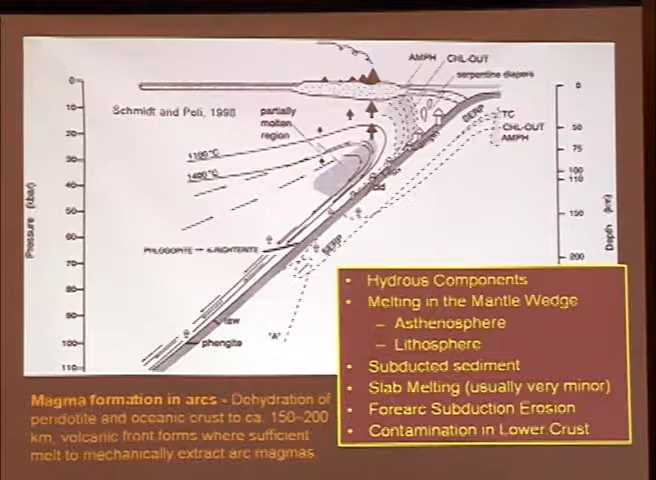 AMPH
CHL-OUT
serpentine diapers
Schmidt and Poli, 1998
partially
molten
region
1100°C
1400°C
0
10
20
30
40
50
60
70
80
90
100
110
Pressure (kbar)
0
50
75
100
110
150
200
Depth (km)
TC
CHL-OUT
AMPH
SERP
PHLOGOPITE
K-RICHTERITE
law
phengite
"A"
• Hydrous Components
• Melting in the Mantle Wedge
– Asthenosphere
– Lithosphere
• Subducted sediment
• Slab Melting (usually very minor)
• Forearc Subduction Erosion
• Contamination in Lower Crust
Magma formation in arcs - Dehydration of
peridotite and oceanic crust to ca. 150-200
km, volcanic front forms where sufficient
melt to mechanically extract arc magmas